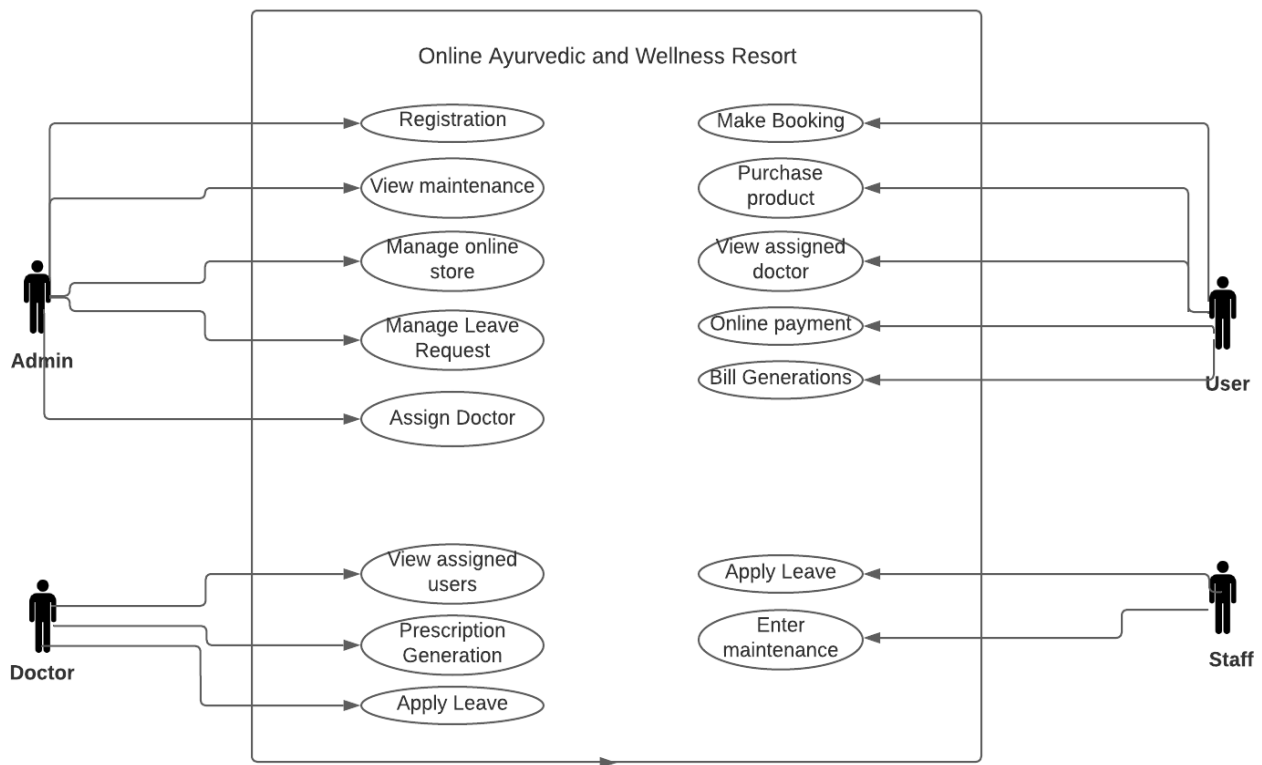 Online Ayurvedic and Wellness Resort
Registration
View maintenance
Manage online
store
Manage Leave
Request
Assign Doctor
Admin
Make Booking
Purchase
product
View assigned
doctor
Online payment
Bill Generations
User
View assigned
users
Prescription
Generation
Apply Leave
Doctor
Apply Leave
Enter
maintenance
Staff